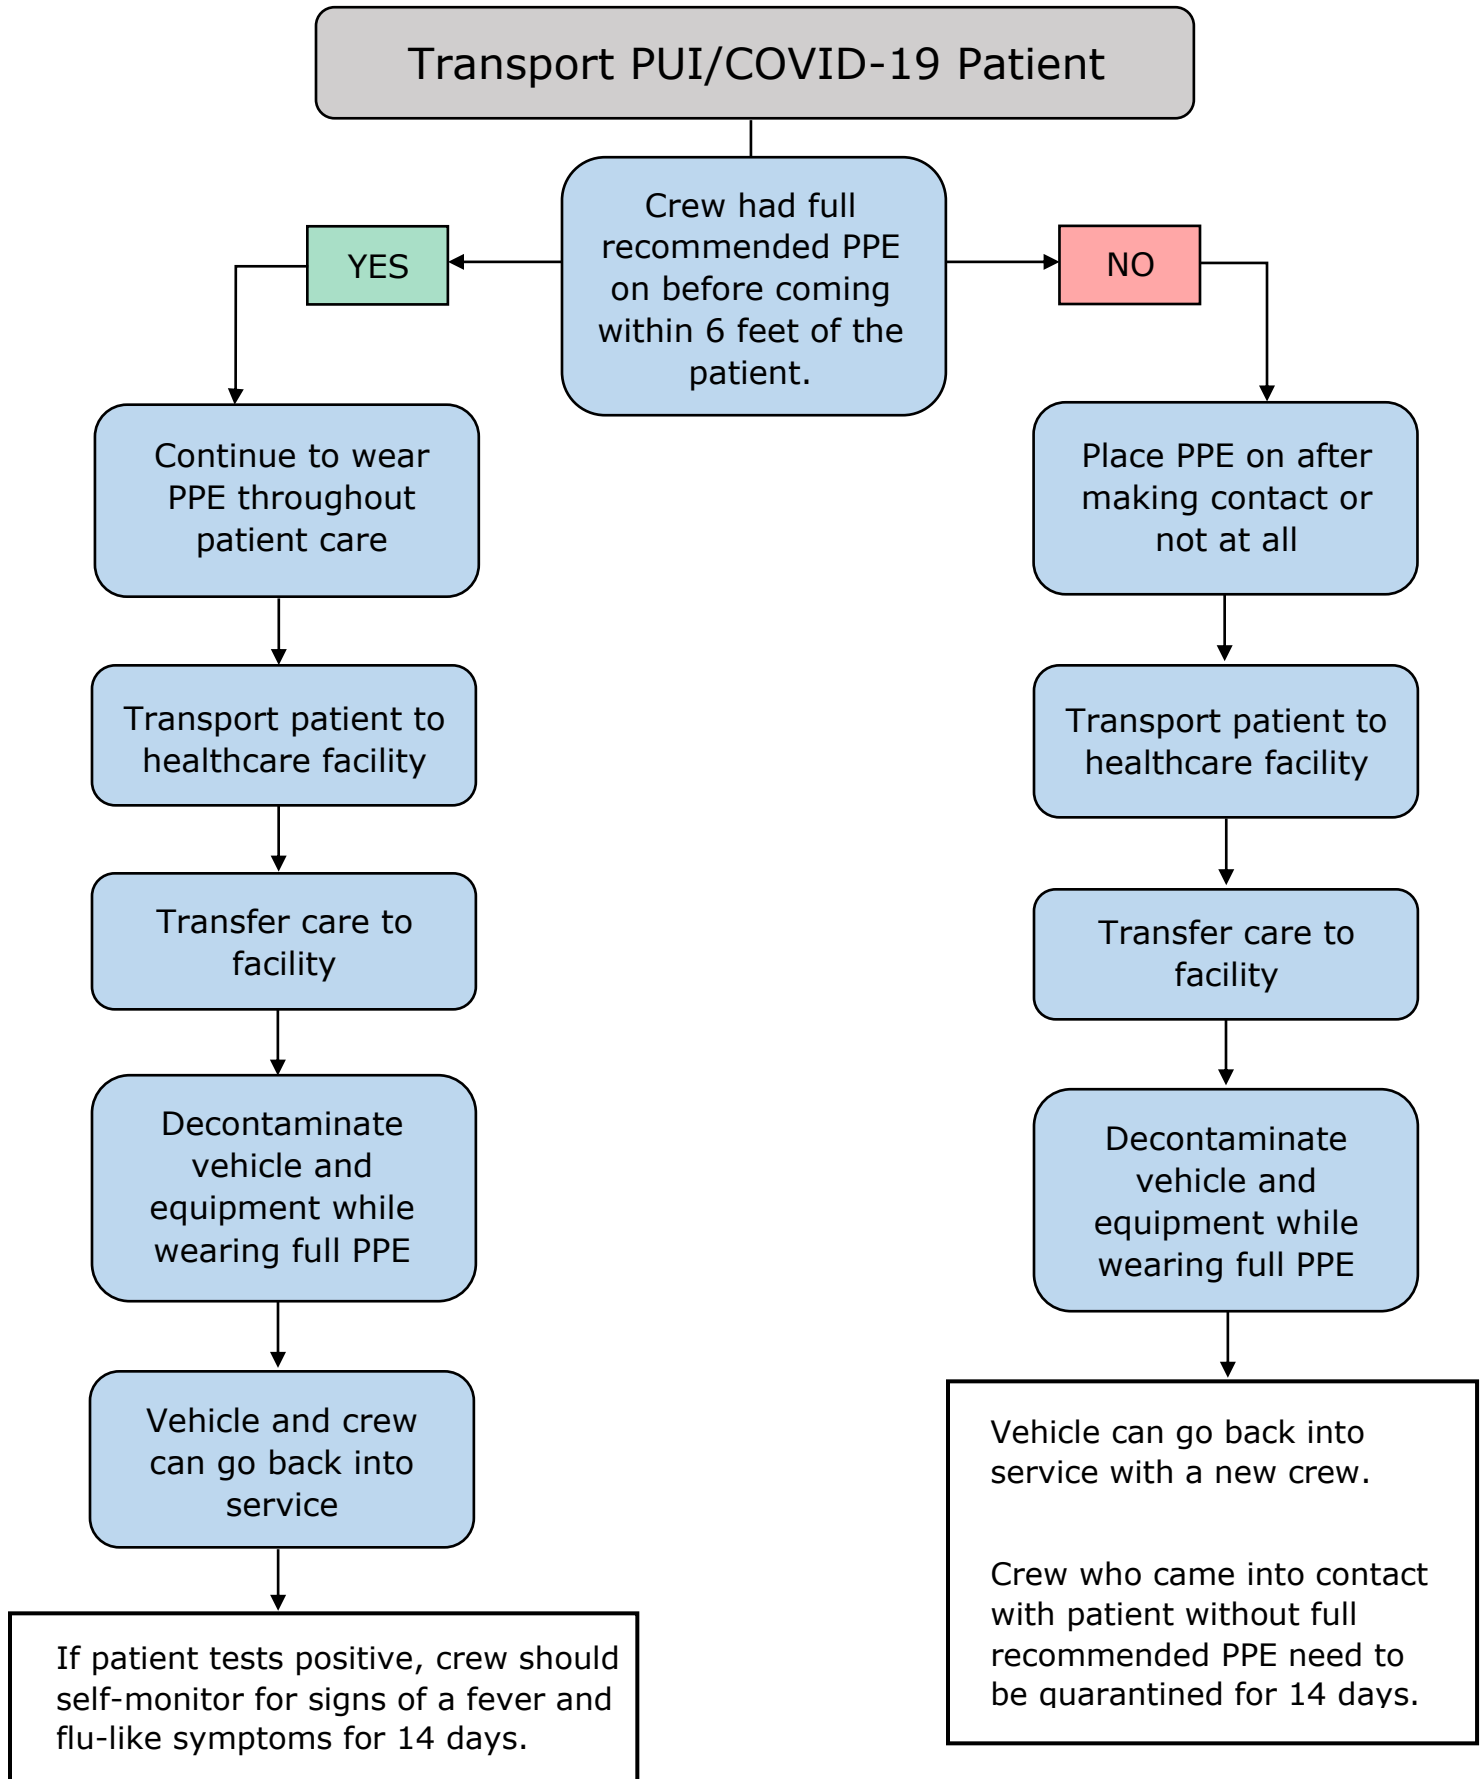 Transport PUI/COVID-19 Patient
Crew had full
recommended PPE
on before coming
within 6 feet of the
patient.
YES
NO
Continue to wear
PPE throughout
patient care
Transport patient to
healthcare facility
Transfer care to
facility
Decontaminate
vehicle and
equipment while
wearing full PPE
Vehicle and crew
can go back into
service
If patient tests positive, crew should
self-monitor for signs of a fever and
flu-like symptoms for 14 days.
Place PPE on after
making contact or
not at all
Transport patient to
healthcare facility
Transfer care to
facility
Decontaminate
vehicle and
equipment while
wearing full PPE
Vehicle can go back into
service with a new crew.
Crew who came into contact
with patient without full
recommended PPE need to
be quarantined for 14 days.